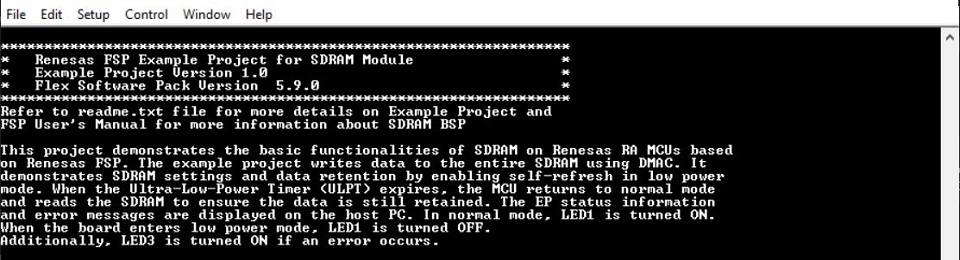 File Edit Setup Control Window Help
************************************************************************
* Renesas FSP Example Project for SDRAM Module *
* Example Project Version 1.0 *
* Flex Software Pack Version 5.9.0 *
************************************************************************
Refer to readme.txt file for more details on Example Project and
FSP User's Manual for more information about SDRAM BSP
This project demonstrates the basic functionalities of SDRAM on Renesas RA MCUs based
on Renesas FSP. The example project writes data to the entire SDRAM using DMAC. It
demonstrates SDRAM settings and data retention by enabling self-refresh in low power
mode. When the Ultra-Low-Power Timer (ULPT) expires, the MCU returns to normal mode
and reads the SDRAM to ensure the data is still retained. The EP status information
and error messages are displayed on the host PC. In normal mode, LED1 is turned ON.
When the board enters low power mode, LED1 is turned OFF.
Additionally, LED3 is turned ON if an error occurs.